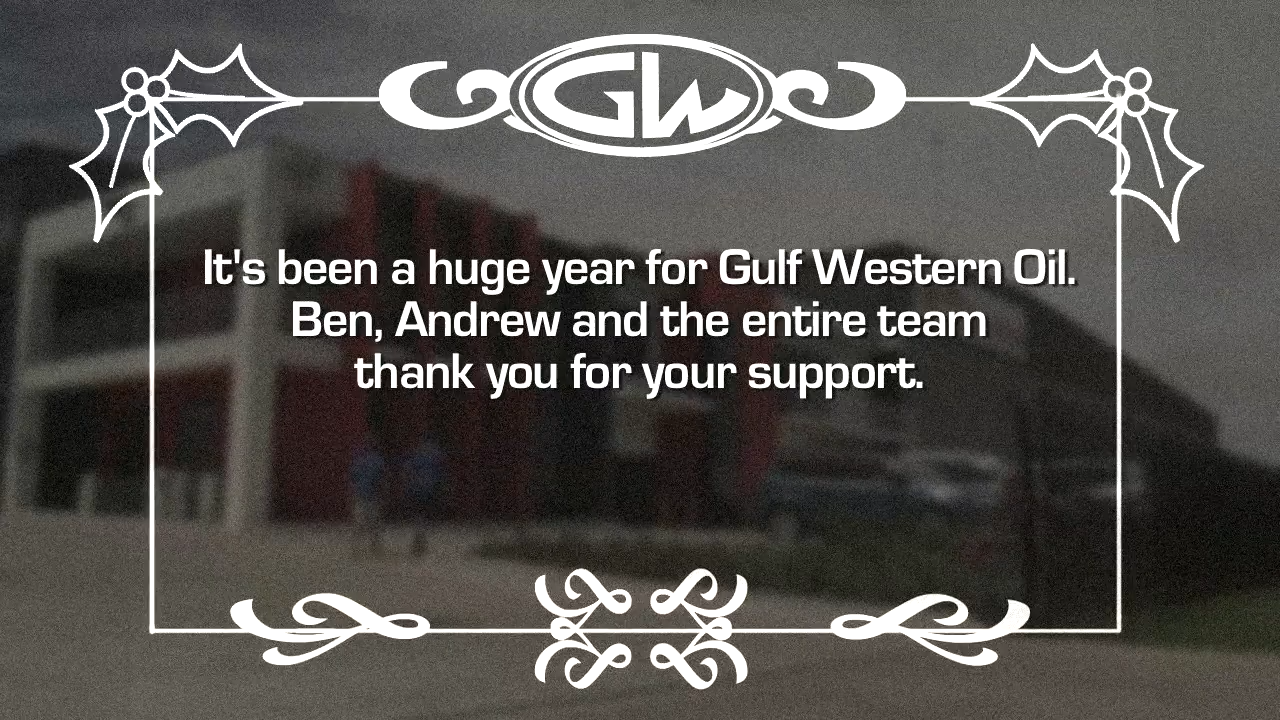 GW
It's been a huge year for Gulf Western Oil.
Ben, Andrew and the entire team
thank you for your support.